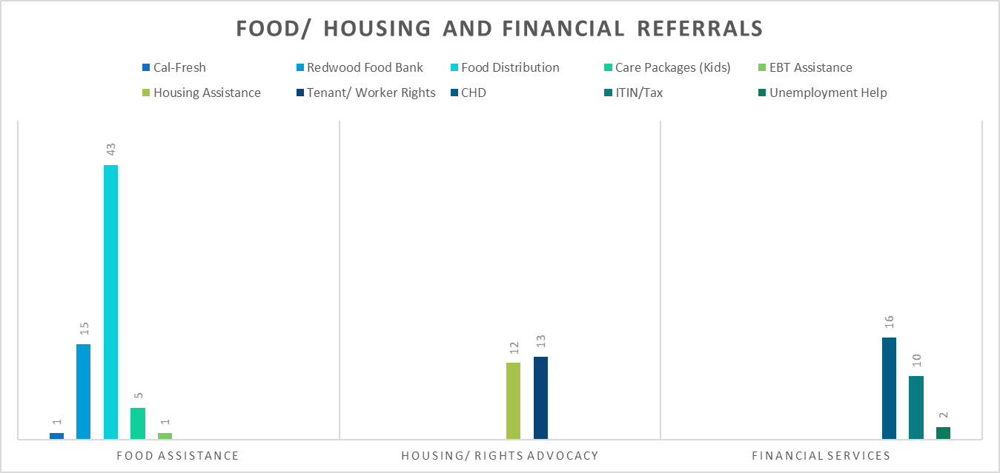 FOOD/ HOUSING AND FINANCIAL REFERRALS
Cal-Fresh Redwood Food Bank Food Distribution Care Packages (Kids) EBT Assistance
Housing Assistance Tenant/ Worker Rights CHD ITIN/Tax Unemployment Help
1 15 43 5 1 12 13 16 10 2
FOOD ASSISTANCE HOUSING/ RIGHTS ADVOCACY FINANCIAL SERVICES